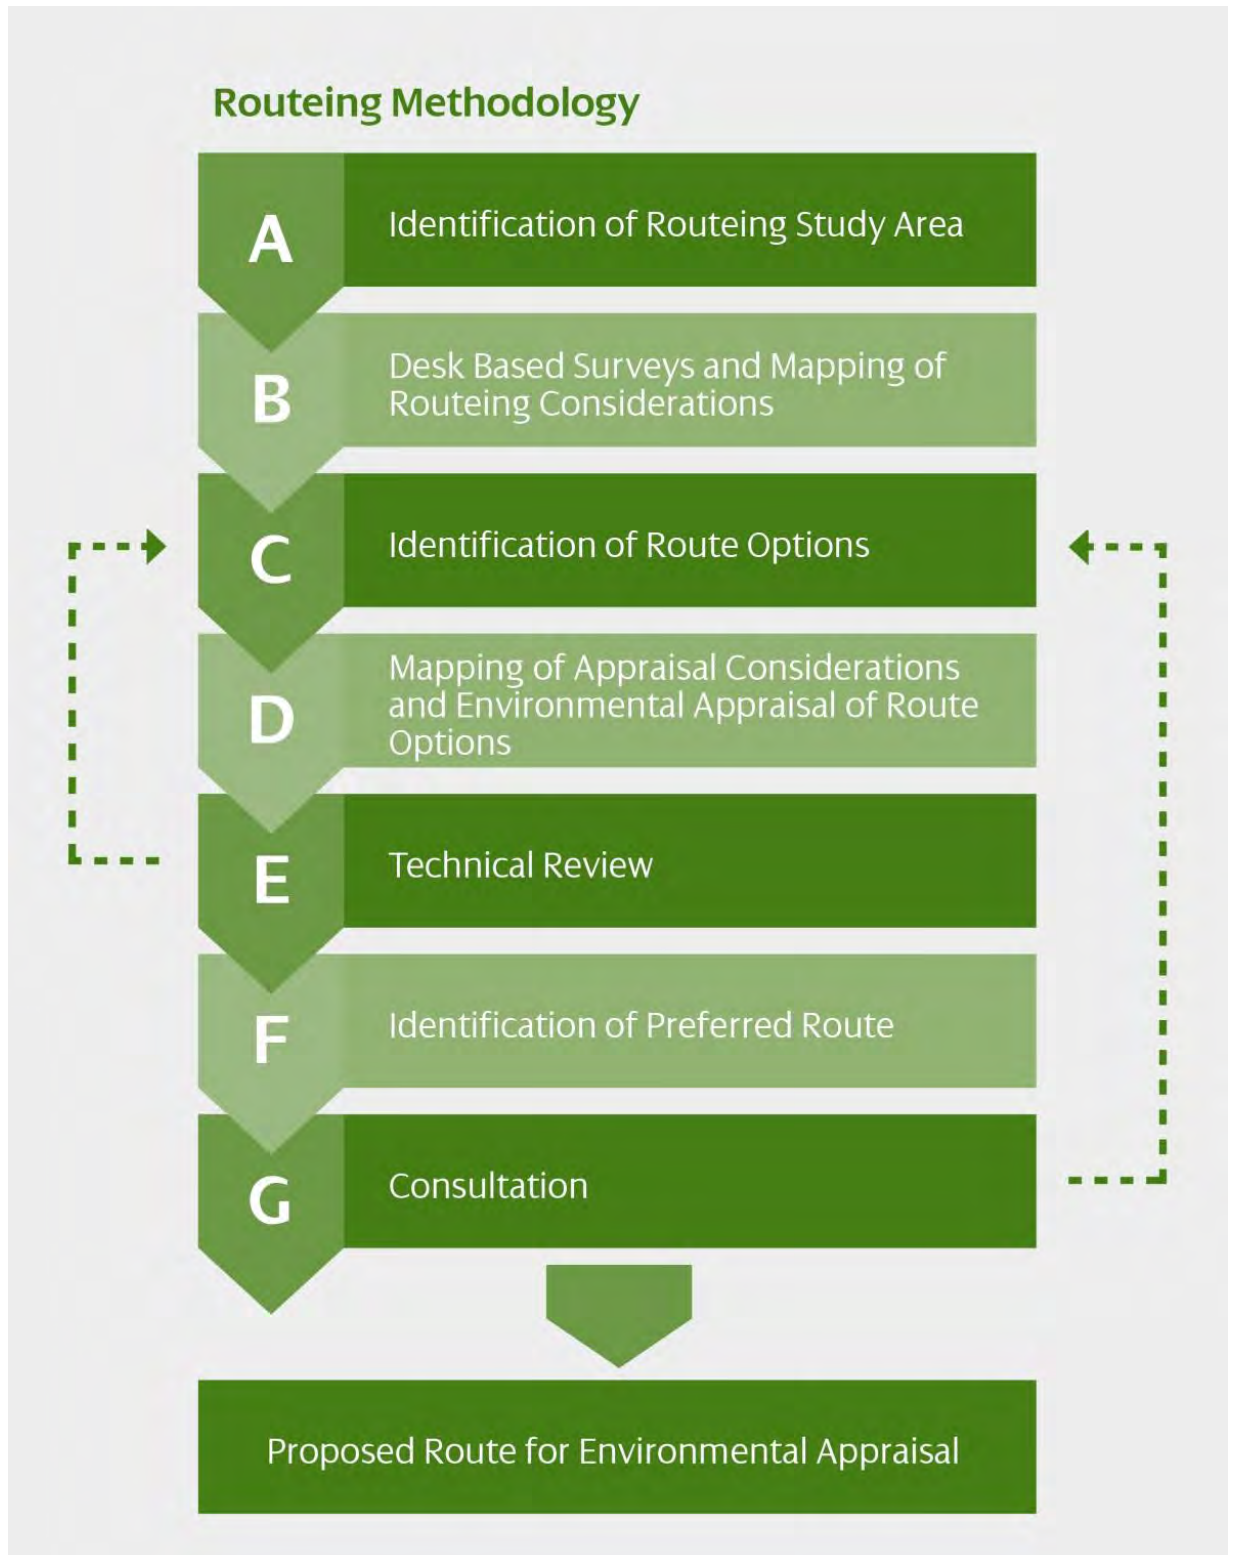 Routeing Methodology
A
Identification of Routeing Study Area
B
Desk Based Surveys and Mapping of
Routeing Considerations
C
Identification of Route Options
D
Mapping of Appraisal Considerations
and Environmental Appraisal of Route
Options
E
Technical Review
F
Identification of Preferred Route
G
Consultation
Proposed Route for Environmental Appraisal